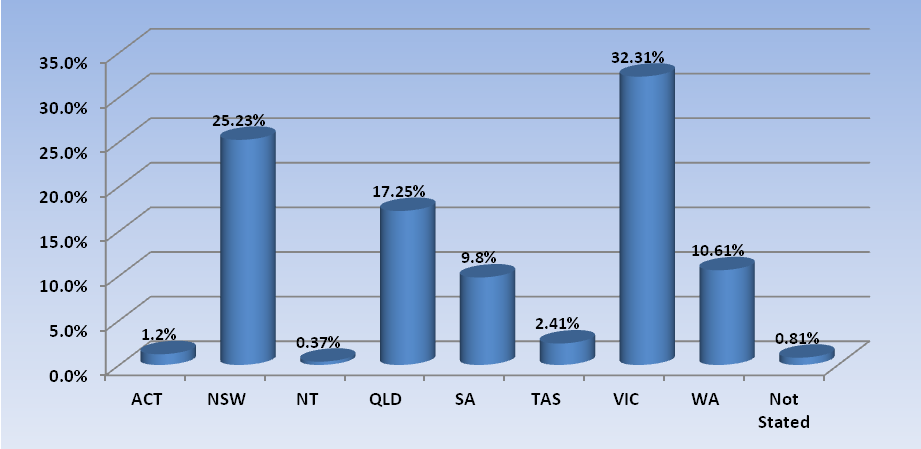 35.0%
30.0%
25.0%
20.0%
15.0%
10.0%
5.0%
0.0%
1.2%
25.23%
0.37%
17.25%
9.8%
2.41%
32.31%
10.61%
0.81%
ACT
NSW
NT
QLD
SA
TAS
VIC
WA
Not
Stated